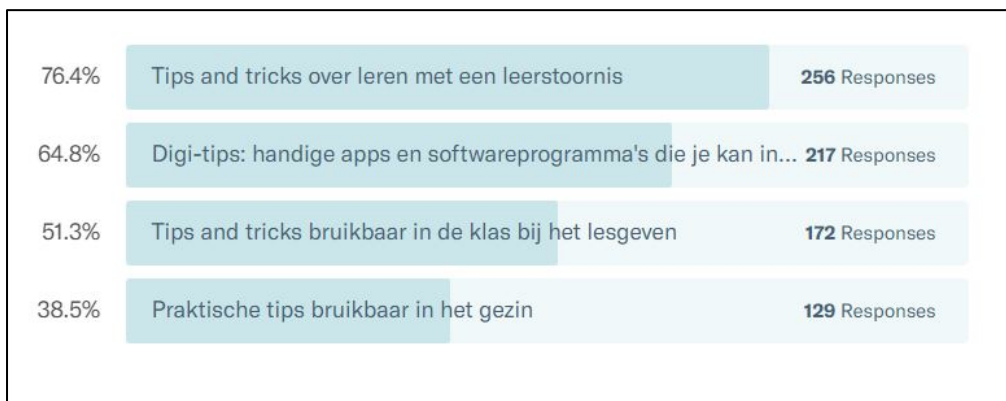 76.4% Tips and tricks over leren met een leerstoornis 256 Responses
64.8% Digi-tips: handige apps en softwareprogramma's die je kan in... 217 Responses
51.3% Tips and tricks bruikbaar in de klas bij het lesgeven 172 Responses
38.5% Praktische tips bruikbaar in het gezin 129 Responses